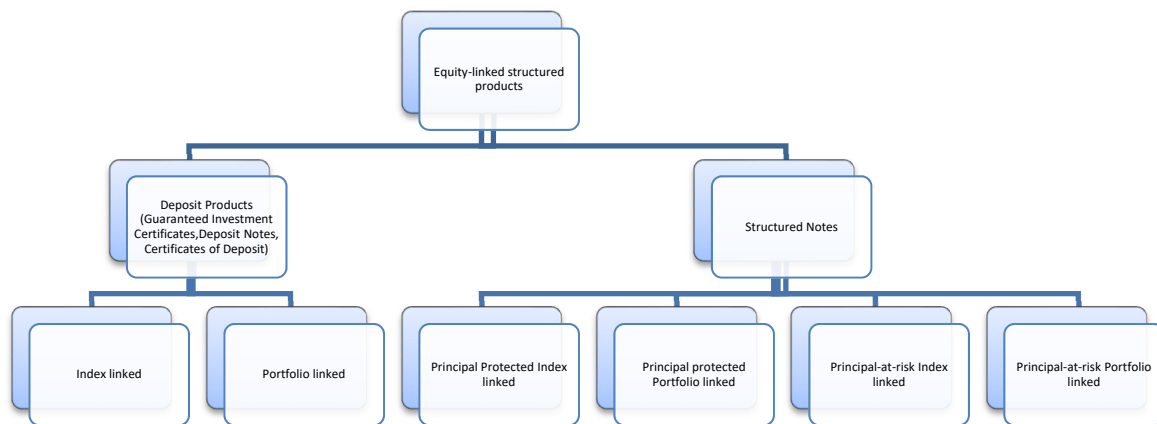 Equity-linked structured
products
Deposit Products
(Guaranteed Investment
Certificates,Deposit Notes,
Certificates of Deposit)
Structured Notes
Index linked
Portfolio linked
Principal Protected Index
linked
Principal protected
Portfolio linked
Principal-at-risk Index
linked
Principal-at-risk Portfolio
linked